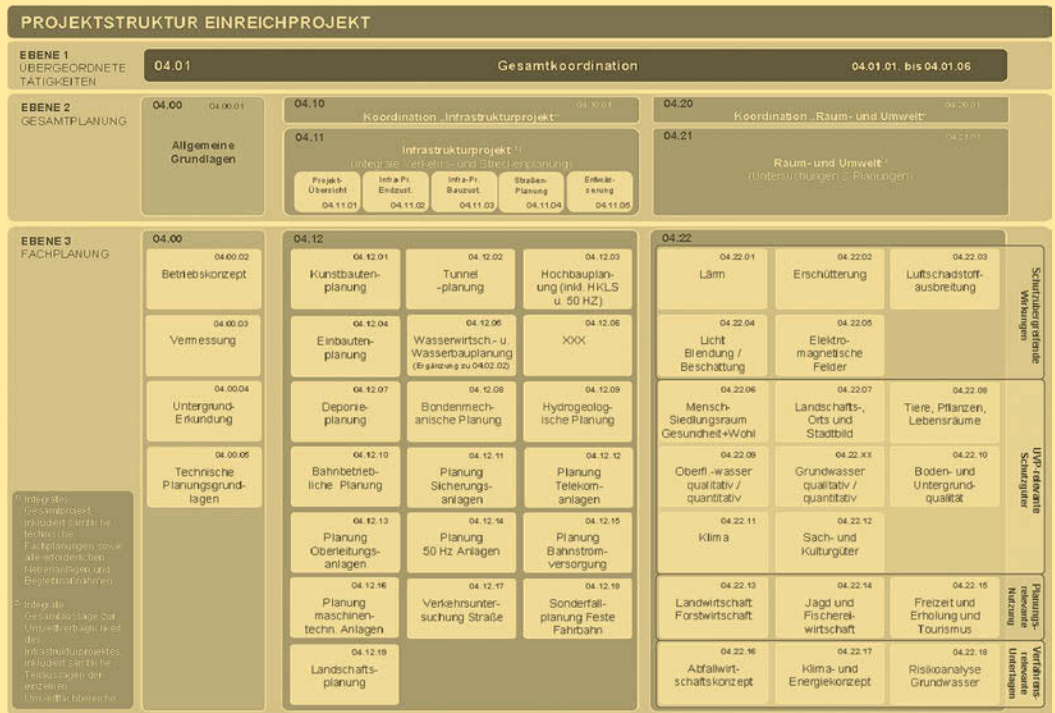 PROJEKTSTRUKTUR EINREICHPROJEKT
EBENE 1
ÜBERGEORDNETE
TÄTIGKEITEN
04.01
Gesamtkoordination
04.01.01. bis 04.01.06
EBENE 2
GESAMTPLANUNG
04.00
04.00.01
Allgemeine
Grundlagen
04.10
04.10.01
Koordination „Infrastrukturprojekt“
04.11
Infrastrukturprojekt 1)
(integrale Verkehrs- und Streckenplanung)
Projekt-
Übersicht
04.11.01
Infra-Pr.
Endzust.
04.11.02
Infra-Pr.
Bauzust.
04.11.03
Straßen-
Planung
04.11.04
Entwäs-
serung
04.11.05
04.20
04.20.01
Koordination „Raum- und Umwelt“
04.21
04.21.01
Raum- und Umwelt 2)
(Untersuchungen & Planungen)
EBENE 3
FACHPLANUNG
04.00
04.00.02
Betriebskonzept
04.00.03
Vermessung
04.00.04
Untergrund-
Erkundung
04.00.05
Technische
Planungsgrund-
lagen
04.12
04.12.01
Kunstbauten-
planung
04.12.02
Tunnel
-planung
04.12.03
Hochbauplan-
ung (inkl. HKLS
u. 50 HZ)
04.12.04
Einbauten-
planung
04.12.05
Wasserwirtsch.- u.
Wasserbauplanung
(Ergänzung zu 04.02.02)
04.12.06
XXX
04.12.07
Deponie-
planung
04.12.08
Bondenmech-
anische Planung
04.12.09
Hydrogeolog-
ische Planung
04.12.10
Bahnbetrieb-
liche Planung
04.12.11
Planung
Sicherungs-
anlagen
04.12.12
Planung
Telekom-
anlagen
04.12.13
Planung
Oberleitungs-
anlagen
04.12.14
Planung
50 Hz Anlagen
04.12.15
Planung
Bahnstrom-
versorgung
04.12.16
Planung
maschinen-
techn. Anlagen
04.12.17
Verkehrsunter-
suchung Straße
04.12.18
Sonderfall-
planung Feste
Fahrbahn
04.12.19
Landschafts-
planung
04.22
04.22.01
Lärm
04.22.02
Erschütterung
04.22.03
Luftschadstoff-
ausbreitung
04.22.04
Licht
Blendung /
Beschattung
04.22.05
Elektro-
magnetische
Felder
Schutzübergreifende
Wirkungen
04.22.06
Mensch-
Siedlungsraum
Gesundheit+Wohl
04.22.07
Landschafts-,
Orts und
Stadtbild
04.22.08
Tiere, Pflanzen,
Lebensräume
04.22.09
Oberfl.-wasser
qualitativ /
quantitativ
04.22.XX
Grundwasser
qualitativ /
quantitativ
04.22.10
Boden- und
Untergrund-
qualität
04.22.11
Klima
04.22.12
Sach- und
Kulturgüter
UVP-relevante
Schutzgüter
04.22.13
Landwirtschaft
Forstwirtschaft
04.22.14
Jagd und
Fischerei-
wirtschaft
04.22.15
Freizeit und
Erholung und
Tourismus
Planungs-
relevante
Nutzung
04.22.16
Abfallwirt-
schaftskonzept
04.22.17
Klima- und
Energiekonzept
04.22.18
Risikoanalyse
Grundwasser
Verfahrens-
relevante
Unterlagen
1) Integrales
Gesamtprojekt
inkludiert sämtliche
technische
Fachplanungen sowie
alle erforderlichen
Nebenanlagen und
Begleitmaßnahmen
2) Integrale
Gesamtaussage zur
Umweltverträglichkeit
des
Infrastrukturprojektes,
inkludiert sämtliche
Teilaussagen der
einzelnen
Umweltfachbereiche